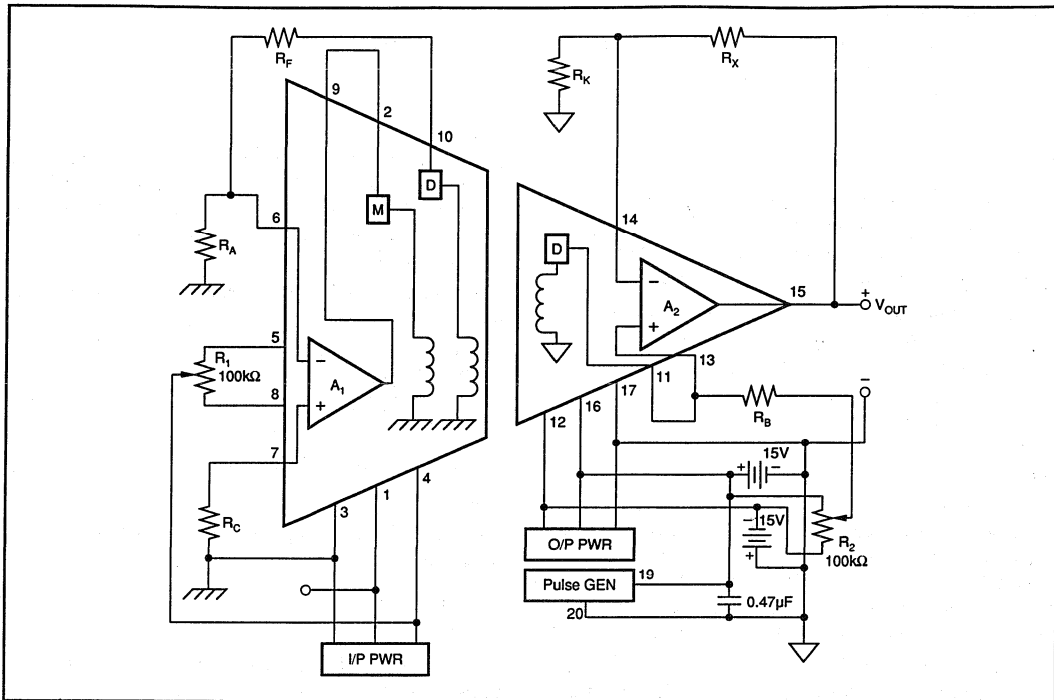 R_F
R_K
R_X
9
2
10
D
M
6
14
D
R_A
A_2
−
+
15
+
V_OUT
5
R_1
100kΩ
8
−
+
A_1
13
11
17
−
R_B
12
16
7
4
1
3
R_C
+ 15V −
− 15V
+
R_2
100kΩ
O/P PWR
Pulse GEN
19
20
0.47µF
I/P PWR